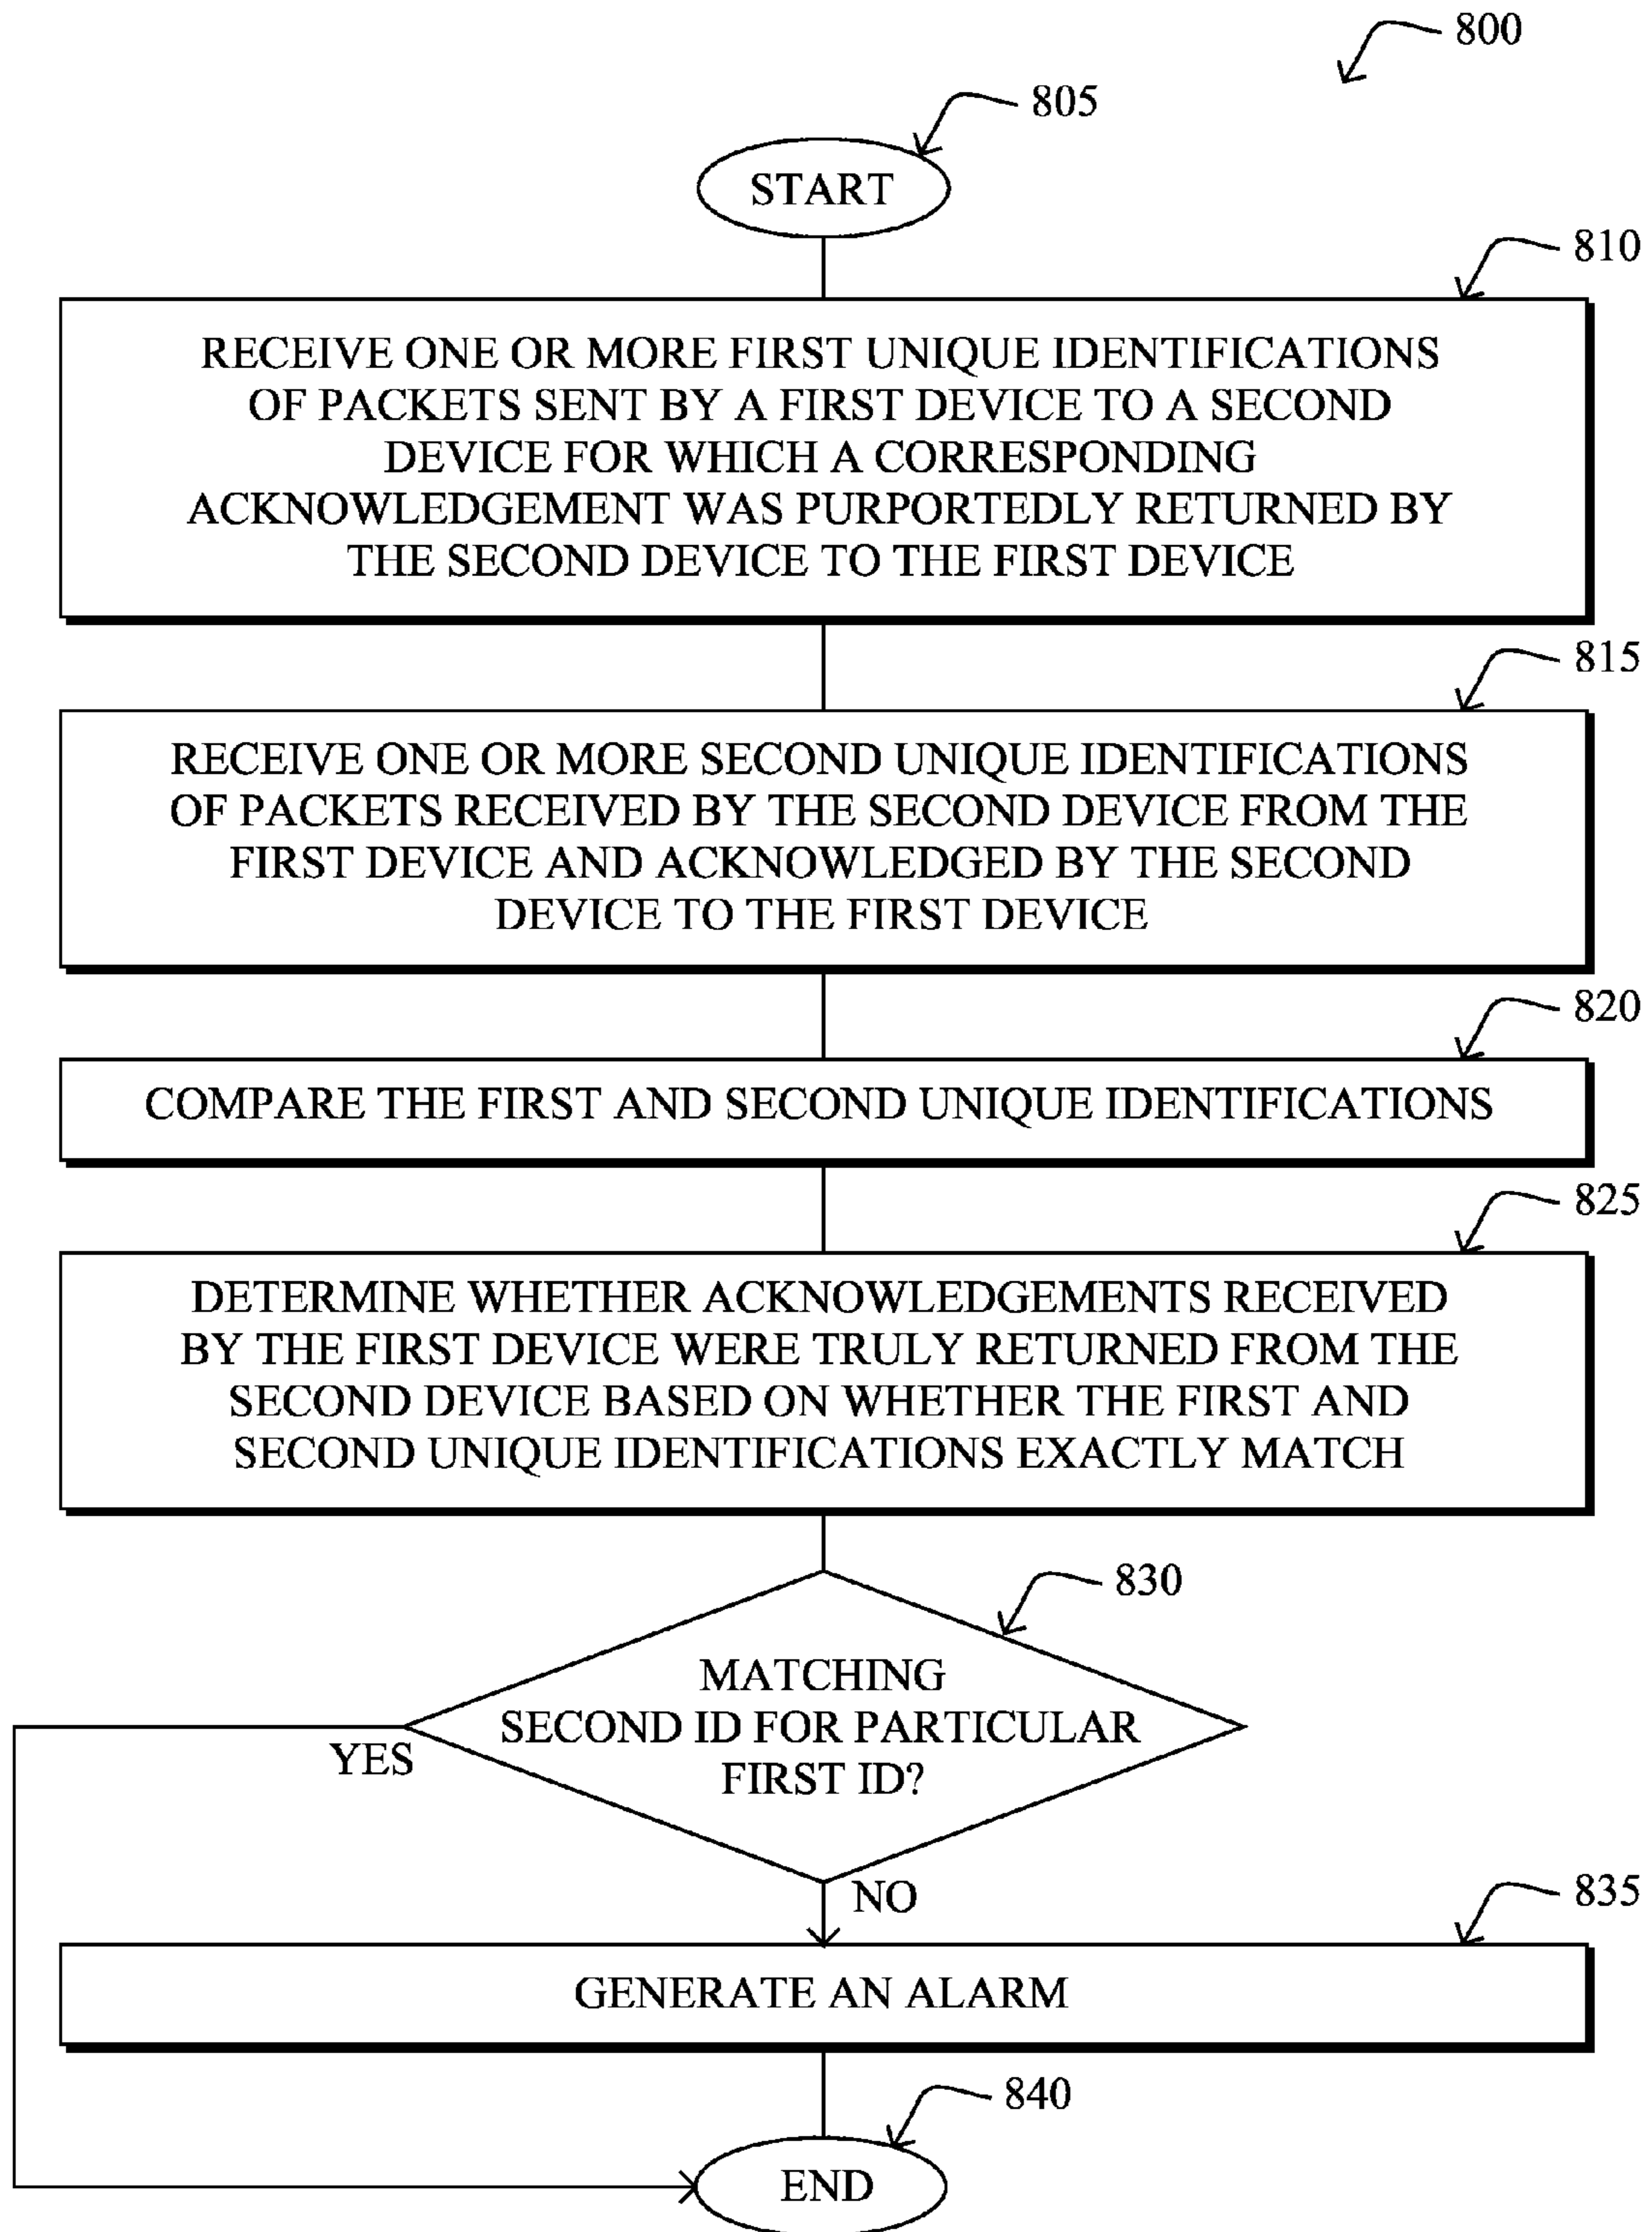 800
805
START
810
RECEIVE ONE OR MORE FIRST UNIQUE IDENTIFICATIONS
OF PACKETS SENT BY A FIRST DEVICE TO A SECOND
DEVICE FOR WHICH A CORRESPONDING
ACKNOWLEDGEMENT WAS PURPORTEDLY RETURNED BY
THE SECOND DEVICE TO THE FIRST DEVICE
815
RECEIVE ONE OR MORE SECOND UNIQUE IDENTIFICATIONS
OF PACKETS RECEIVED BY THE SECOND DEVICE FROM THE
FIRST DEVICE AND ACKNOWLEDGED BY THE SECOND
DEVICE TO THE FIRST DEVICE
820
COMPARE THE FIRST AND SECOND UNIQUE IDENTIFICATIONS
825
DETERMINE WHETHER ACKNOWLEDGEMENTS RECEIVED
BY THE FIRST DEVICE WERE TRULY RETURNED FROM THE
SECOND DEVICE BASED ON WHETHER THE FIRST AND
SECOND UNIQUE IDENTIFICATIONS EXACTLY MATCH
830
MATCHING
SECOND ID FOR PARTICULAR
FIRST ID?
YES
NO
835
GENERATE AN ALARM
840
END